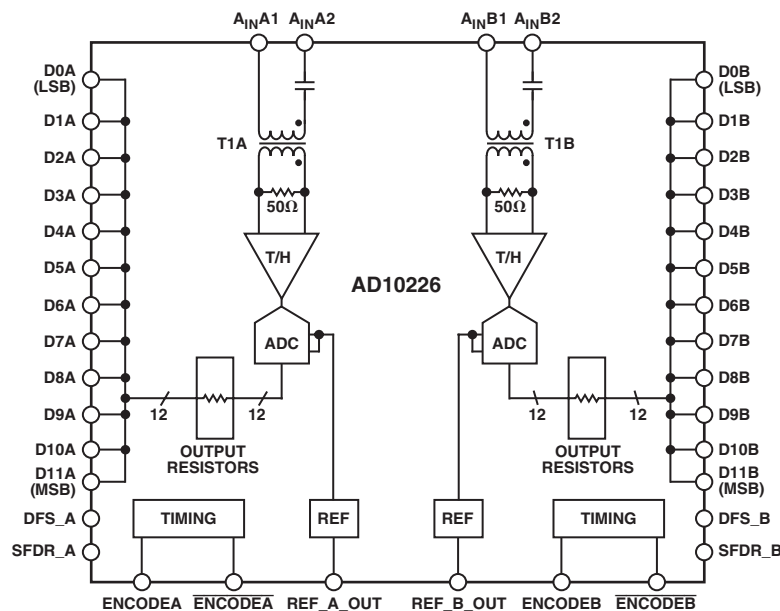 AINA1 AINA2 AINB1 AINB2
D0A
(LSB)
D1A
D2A
D3A
D4A
D5A
D6A
D7A
D8A
D9A
D10A
D11A
(MSB)
DFS_A
SFDR_A
T1A
50Ω
T/H
ADC
12
12
OUTPUT
RESISTORS
TIMING
REF
AD10226
T1B
50Ω
T/H
ADC
12
12
OUTPUT
RESISTORS
REF
TIMING
D0B
(LSB)
D1B
D2B
D3B
D4B
D5B
D6B
D7B
D8B
D9B
D10B
D11B
(MSB)
DFS_B
SFDR_B
ENCODEA ENCODEA REF_A_OUT REF_B_OUT ENCODEB ENCODEB